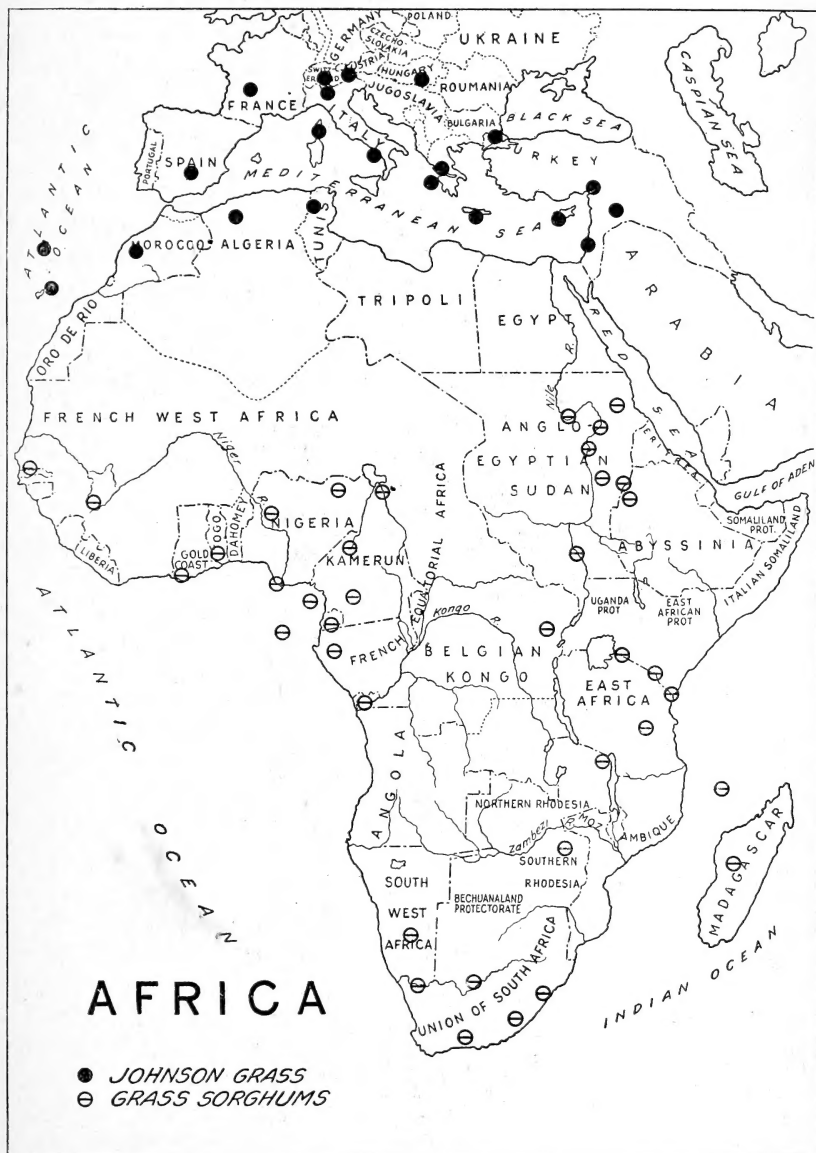 GERMANY
POLAND
CZECHO-
SLOVAKIA
UKRAINE
SWITZ-
ERLAND
AUSTRIA
HUNGARY
FRANCE
JUGOSLAVIA
ROUMANIA
CASPIAN SEA
BULGARIA
BLACK SEA
ITALY
PORTUGAL
SPAIN
TURKEY
MEDITERRANEAN SEA
ATLANTIC
OCEAN
MOROCCO
ALGERIA
TUNIS
TRIPOLI
EGYPT
ARABIA
RED SEA
ORO DE RIO
Nile R.
FRENCH WEST AFRICA
ANGLO-
EGYPTIAN
SUDAN
ERITREA
GULF OF ADEN
Niger R.
NIGERIA
DAHOMEY
TOGO
GOLD
COAST
LIBERIA
KAMERUN
FRENCH EQUATORIAL AFRICA
ABYSSINIA
SOMALILAND
PROT.
ITALIAN SOMALILAND
UGANDA
PROT
EAST
AFRICAN
PROT
Kongo R.
BELGIAN
KONGO
EAST
AFRICA
ATLANTIC OCEAN
ANGOLA
NORTHERN RHODESIA
MOZAMBIQUE
Zambezi
SOUTHERN
RHODESIA
SOUTH
WEST
AFRICA
BECHUANALAND
PROTECTORATE
MADAGASCAR
UNION OF SOUTH AFRICA
INDIAN OCEAN
AFRICA
JOHNSON GRASS
GRASS SORGHUMS